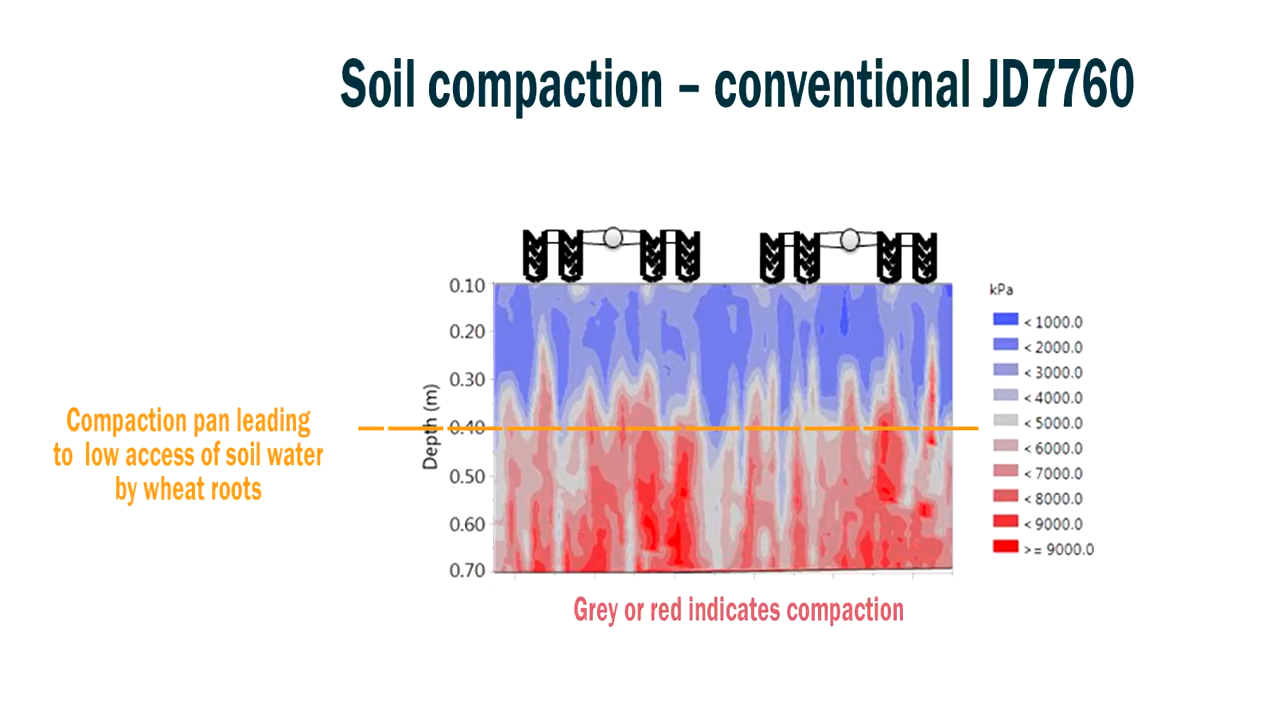 Soil compaction – conventional JD7760
0.10
0.20
0.30
0.40
0.50
0.60
0.70
Depth (m)
kPa
< 1000.0
< 2000.0
< 3000.0
< 4000.0
< 5000.0
< 6000.0
< 7000.0
< 8000.0
< 9000.0
>= 9000.0
Compaction pan leading
to low access of soil water
by wheat roots
Grey or red indicates compaction